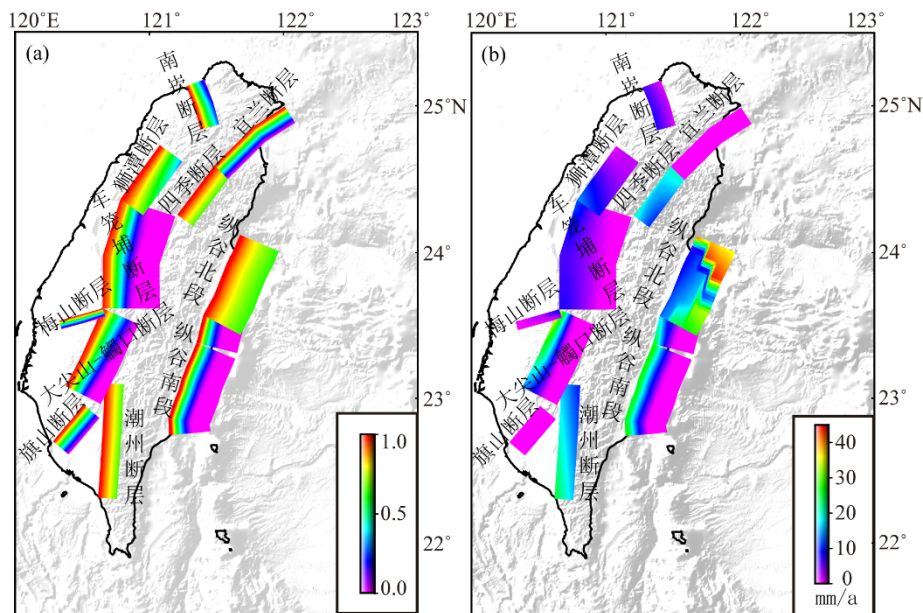 120°E
121°
122°
123°
120°E
121°
122°
123°
(a)
南崁断层
宜兰断层
狮潭断层
四季断层
车笼埔断层
纵谷北段
梅山断层
大尖山-觸口断层
纵谷南段
旗山断层
潮州断层
1.0
0.5
0.0
(b)
南崁断层
宜兰断层
狮潭断层
四季断层
车笼埔断层
纵谷北段
梅山断层
大尖山-觸口断层
纵谷南段
旗山断层
潮州断层
40
30
20
10
0
mm/a
25°N
24°
23°
22°
25°N
24°
23°
22°